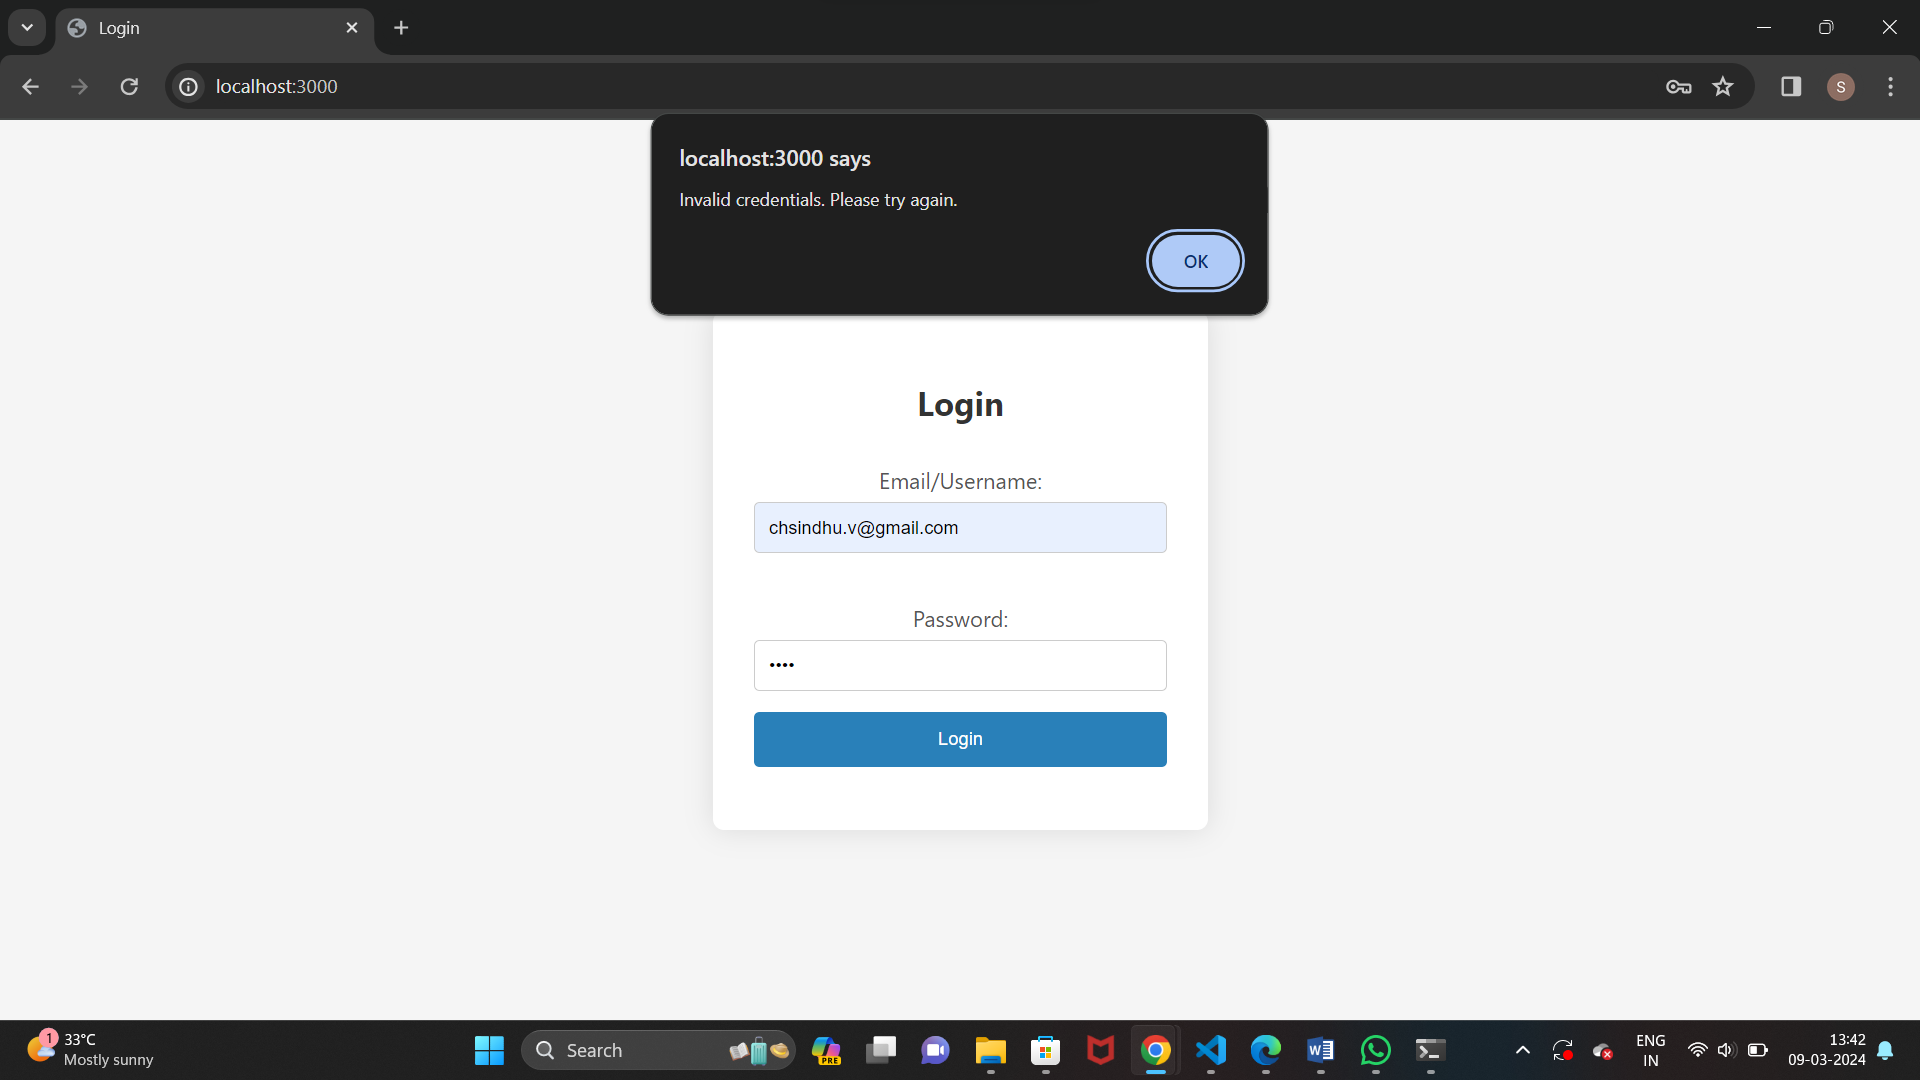 Login
localhost:3000
S
localhost:3000 says
Invalid credentials. Please try again.
OK
Login
Email/Username:
chsindhu.v@gmail.com
Password:
••••
Login
1
33°C
Mostly sunny
Search
PRE
W
ENG
IN
13:42
09-03-2024